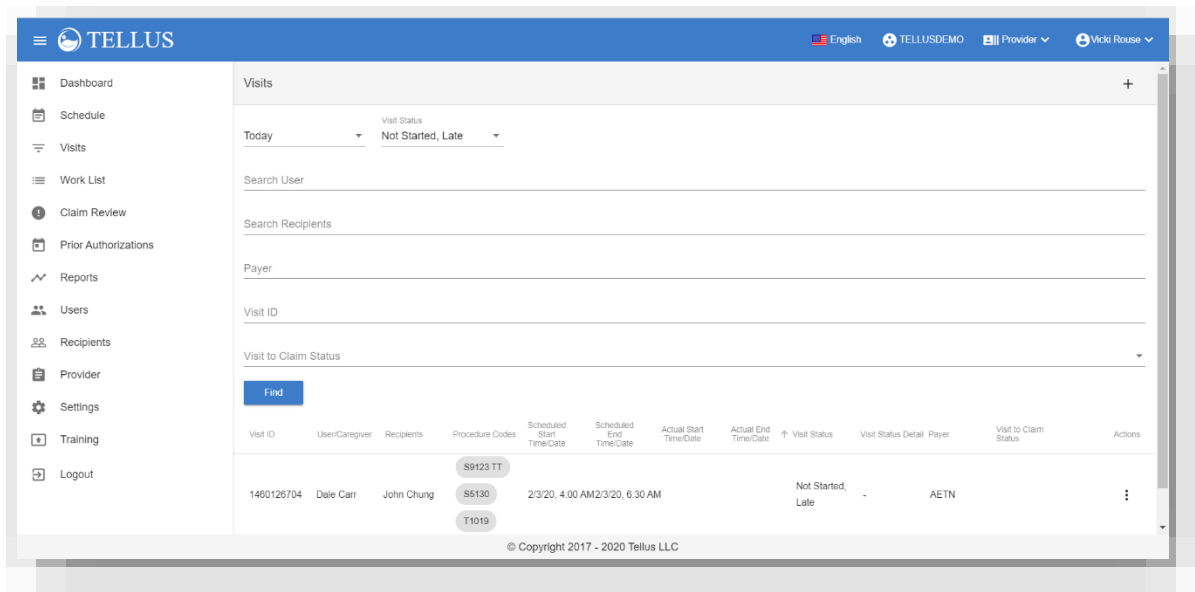 TELLUS
English
TELLUSDEMO
Provider
Vicki Rouse
Dashboard
Schedule
Visits
Work List
Claim Review
Prior Authorizations
Reports
Users
Recipients
Provider
Settings
Training
Logout
Visits
Visit Status
Today
Not Started, Late
Search User
Search Recipients
Payer
Visit ID
Visit to Claim Status
Find
Visit ID
User/Caregiver
Recipients
Procedure Codes
Scheduled
Start
Time/Date
Scheduled
End
Time/Date
Actual Start
Time/Date
Actual End
Time/Date
Visit Status
Visit Status Detail
Payer
Visit to Claim
Status
Actions
1460126704
Dale Carr
John Chung
S9123 TT
S5130
T1019
2/3/20, 4:00 AM
2/3/20, 6:30 AM
Not Started,
Late
-
AETN
© Copyright 2017 - 2020 Tellus LLC